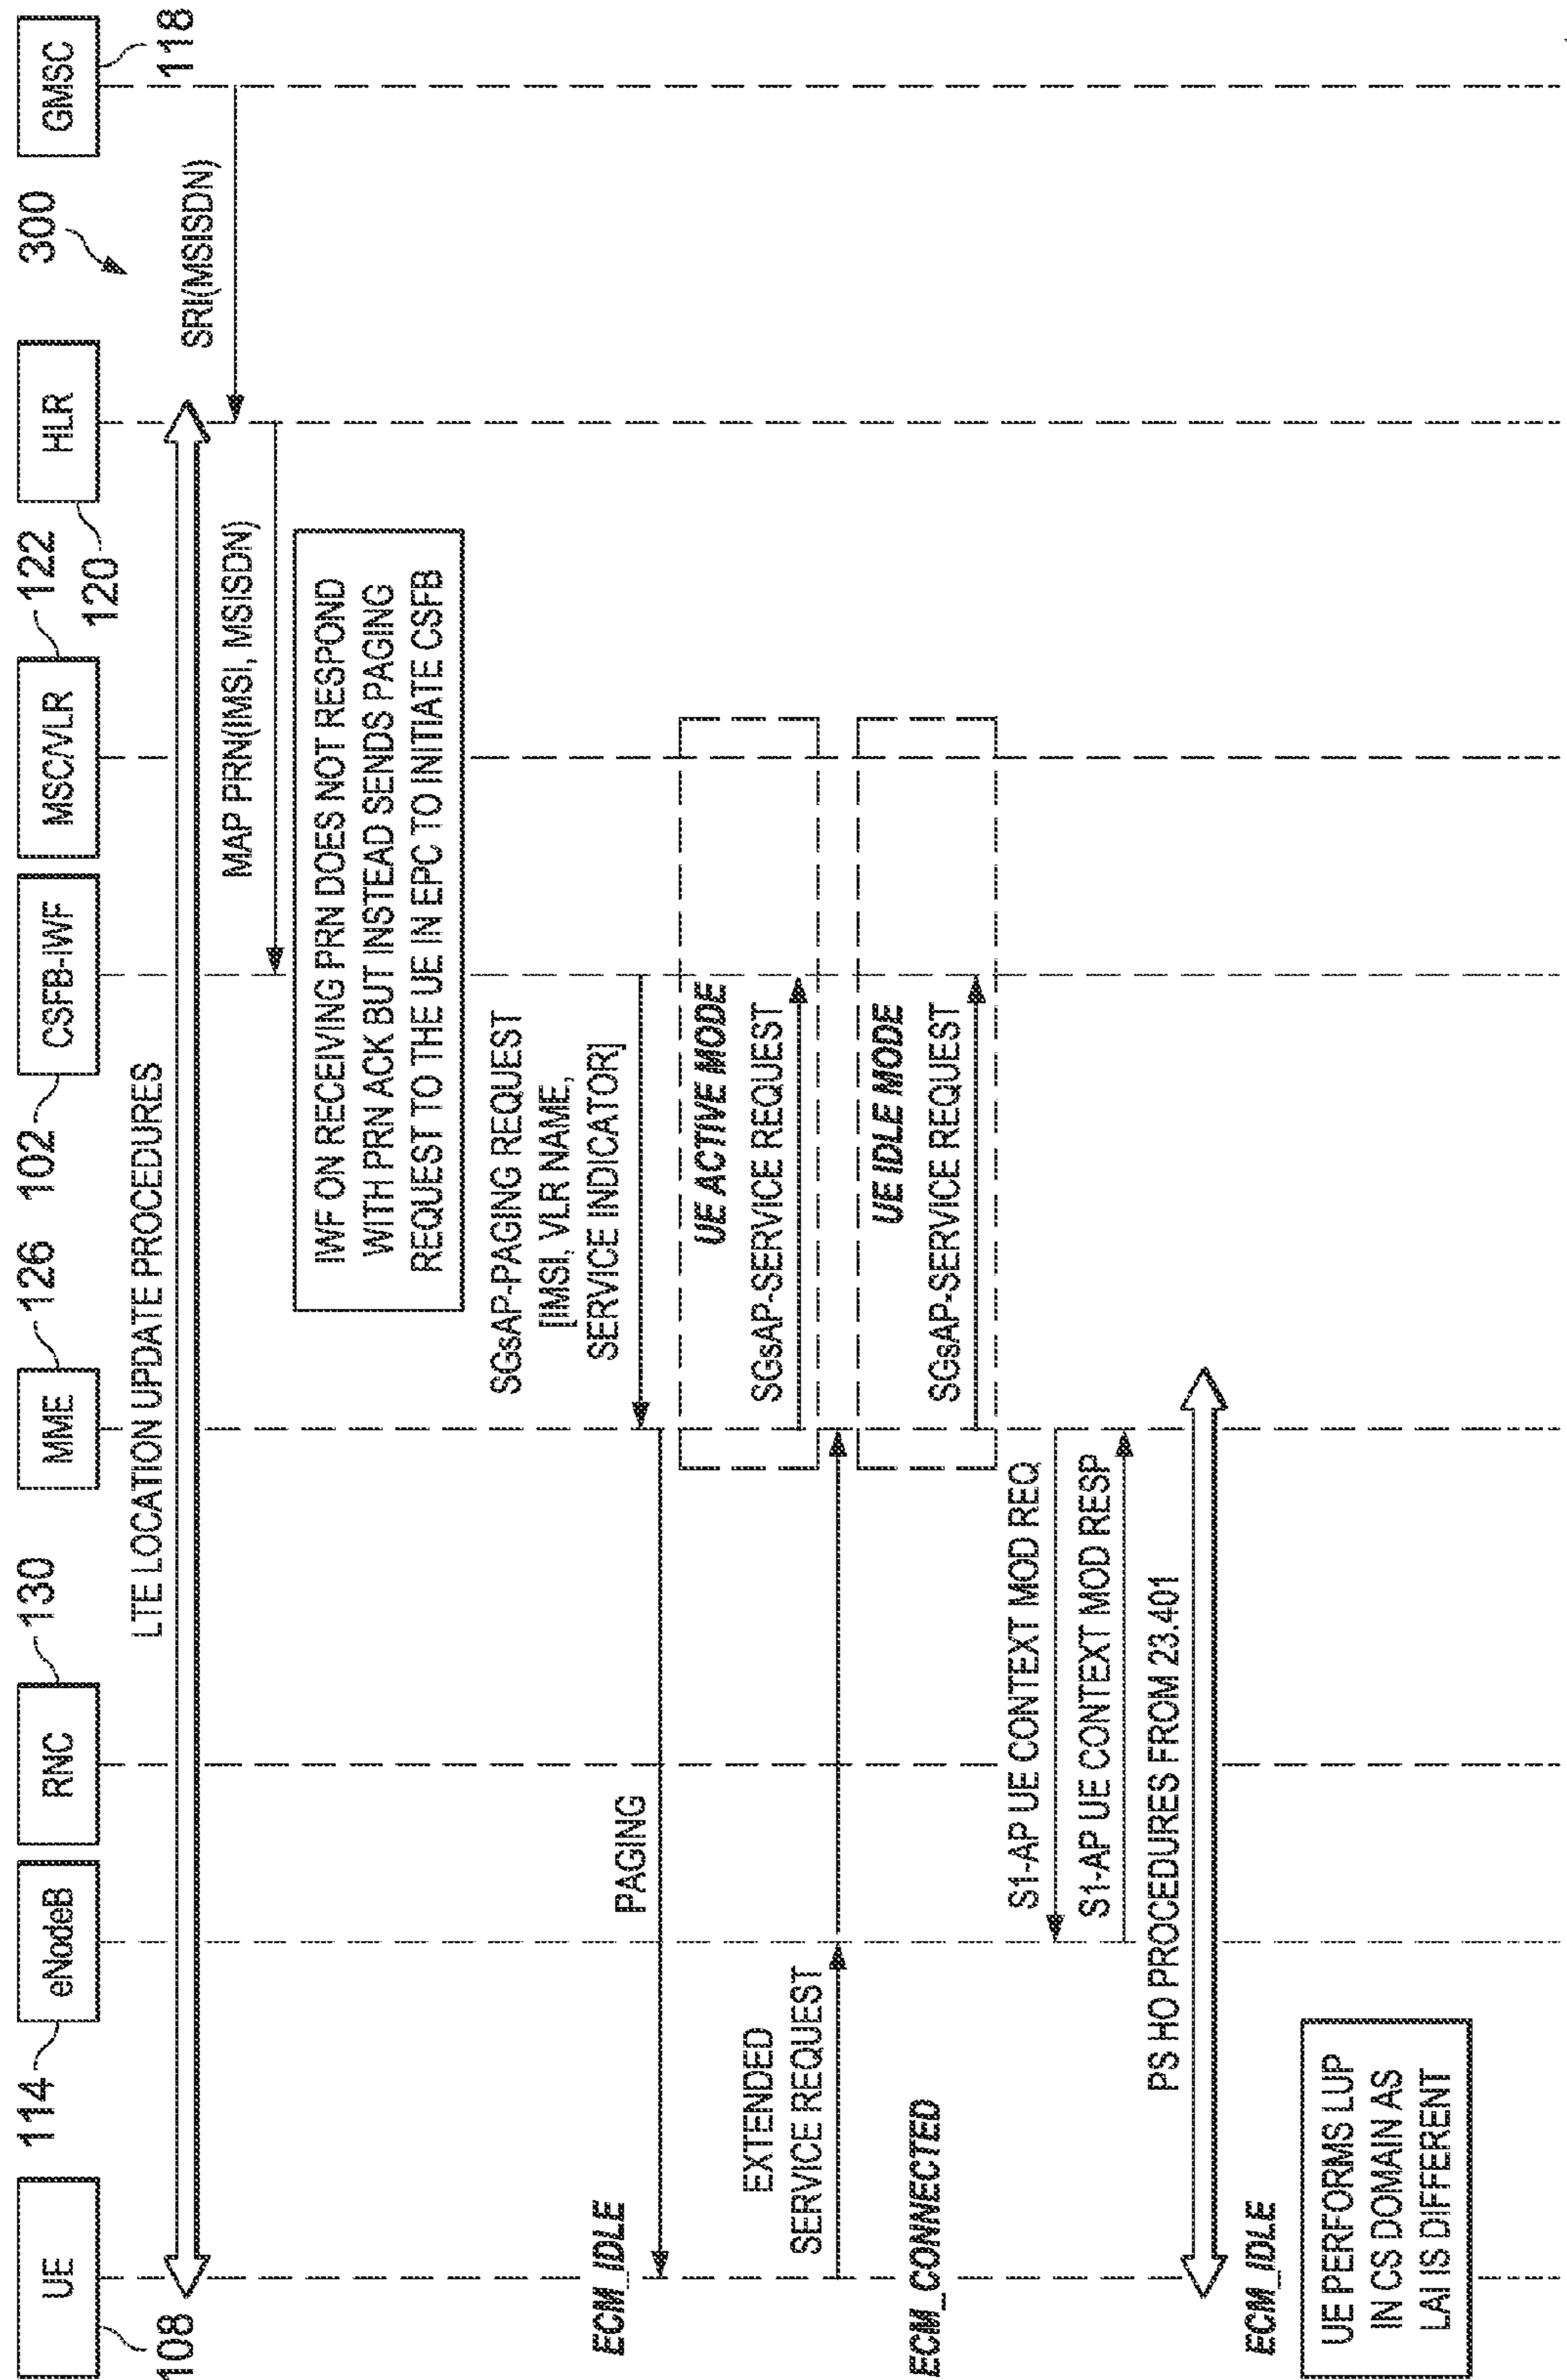 UE
eNodeB
RNC
MME
CSFB-IWF
MSC/VLR
HLR
GMSC
108
114
130
126
102
122
120
300
118
LTE LOCATION UPDATE PROCEDURES
SRI(MSISDN)
MAP PRN(IMSI, MSISDN)
IWF ON RECEIVING PRN DOES NOT RESPOND
WITH PRN ACK BUT INSTEAD SENDS PAGING
REQUEST TO THE UE IN EPC TO INITIATE CSFB
SGsAP-PAGING REQUEST
[IMSI, VLR NAME,
SERVICE INDICATOR]
ECM_IDLE
PAGING
UE ACTIVE MODE
SGsAP-SERVICE REQUEST
EXTENDED
SERVICE REQUEST
UE IDLE MODE
SGsAP-SERVICE REQUEST
ECM_CONNECTED
S1-AP UE CONTEXT MOD REQ
S1-AP UE CONTEXT MOD RESP
PS HO PROCEDURES FROM 23.401
ECM_IDLE
UE PERFORMS LUP
IN CS DOMAIN AS
LAI IS DIFFERENT